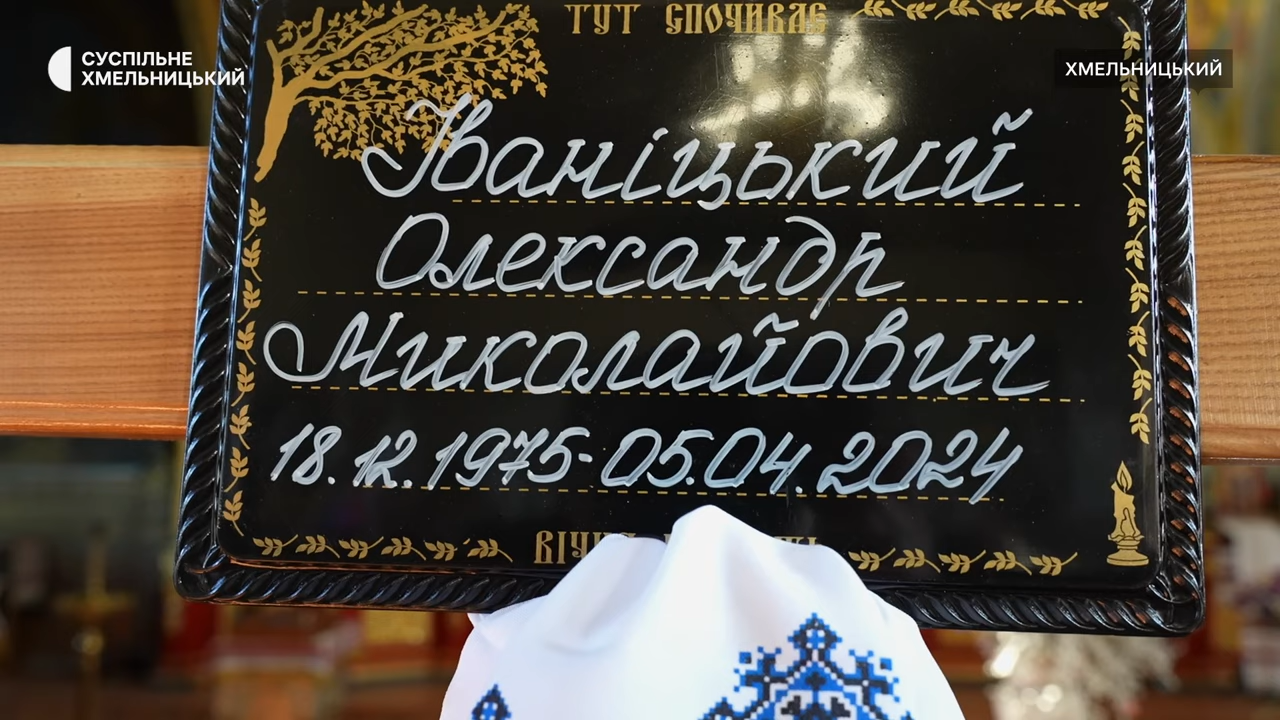 СУСПІЛЬНЕ
ХМЕЛЬНИЦЬКИЙ
ХМЕЛЬНИЦЬКИЙ
ТУТ СПОЧИВАЄ
Іваніцький
Олександр
Миколайович
18.12.1975-05.04.2024